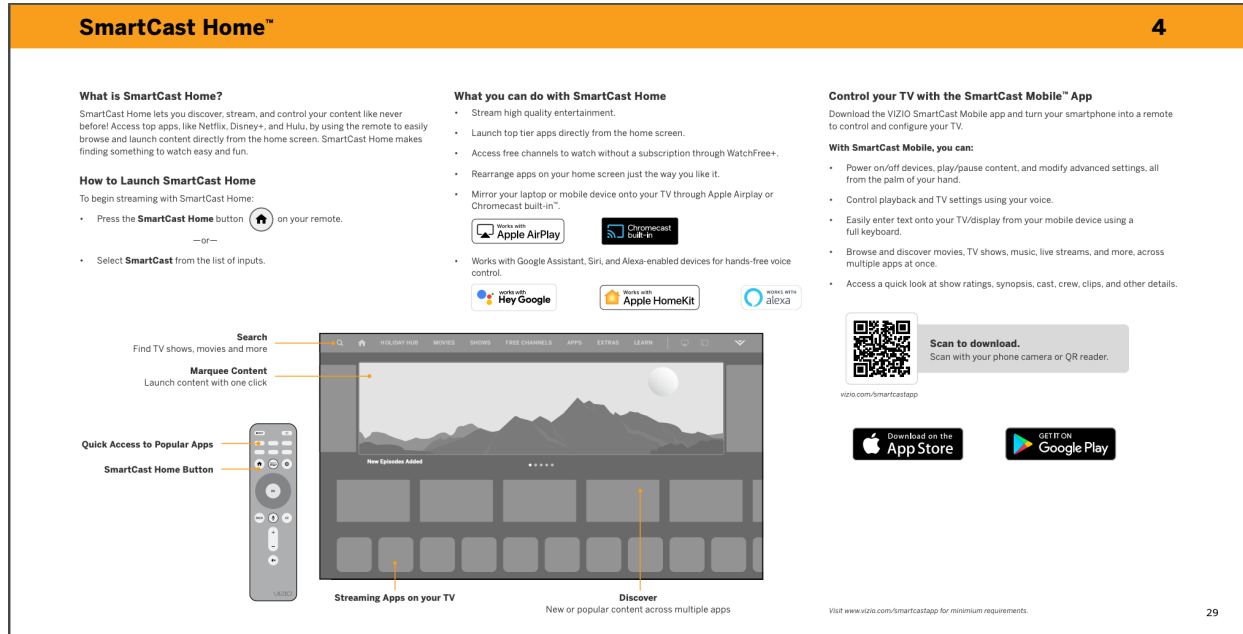 SmartCast Home™
4
What is SmartCast Home?
SmartCast Home lets you discover, stream, and control your content like never
before! Access top apps, like Netflix, Disney+, and Hulu, by using the remote to easily
browse and launch content directly from the home screen. SmartCast Home makes
finding something to watch easy and fun.
How to Launch SmartCast Home
To begin streaming with SmartCast Home:
• Press the SmartCast Home button on your remote.
—or—
• Select SmartCast from the list of inputs.
What you can do with SmartCast Home
• Stream high quality entertainment.
• Launch top tier apps directly from the home screen.
• Access free channels to watch without a subscription through WatchFree+.
• Rearrange apps on your home screen just the way you like it.
• Mirror your laptop or mobile device onto your TV through Apple Airplay or
Chromecast built-in™.
Works with
Apple AirPlay
Chromecast
built-in
• Works with Google Assistant, Siri, and Alexa-enabled devices for hands-free voice
control.
works with
Hey Google
Works with
Apple HomeKit
WORKS WITH
alexa
Control your TV with the SmartCast Mobile™ App
Download the VIZIO SmartCast Mobile app and turn your smartphone into a remote
to control and configure your TV.
With SmartCast Mobile, you can:
• Power on/off devices, play/pause content, and modify advanced settings, all
from the palm of your hand.
• Control playback and TV settings using your voice.
• Easily enter text onto your TV/display from your mobile device using a
full keyboard.
• Browse and discover movies, TV shows, music, live streams, and more, across
multiple apps at once.
• Access a quick look at show ratings, synopsis, cast, crew, clips, and other details.
Scan to download.
Scan with your phone camera or QR reader.
vizio.com/smartcastapp
Download on the
App Store
GET IT ON
Google Play
Search
Find TV shows, movies and more
Marquee Content
Launch content with one click
Quick Access to Popular Apps
SmartCast Home Button
HOLIDAY HUB MOVIES SHOWS FREE CHANNELS APPS EXTRAS LEARN
New Episodes Added
VIZIO
Streaming Apps on your TV
Discover
New or popular content across multiple apps
Visit www.vizio.com/smartcastapp for minimum requirements.
29